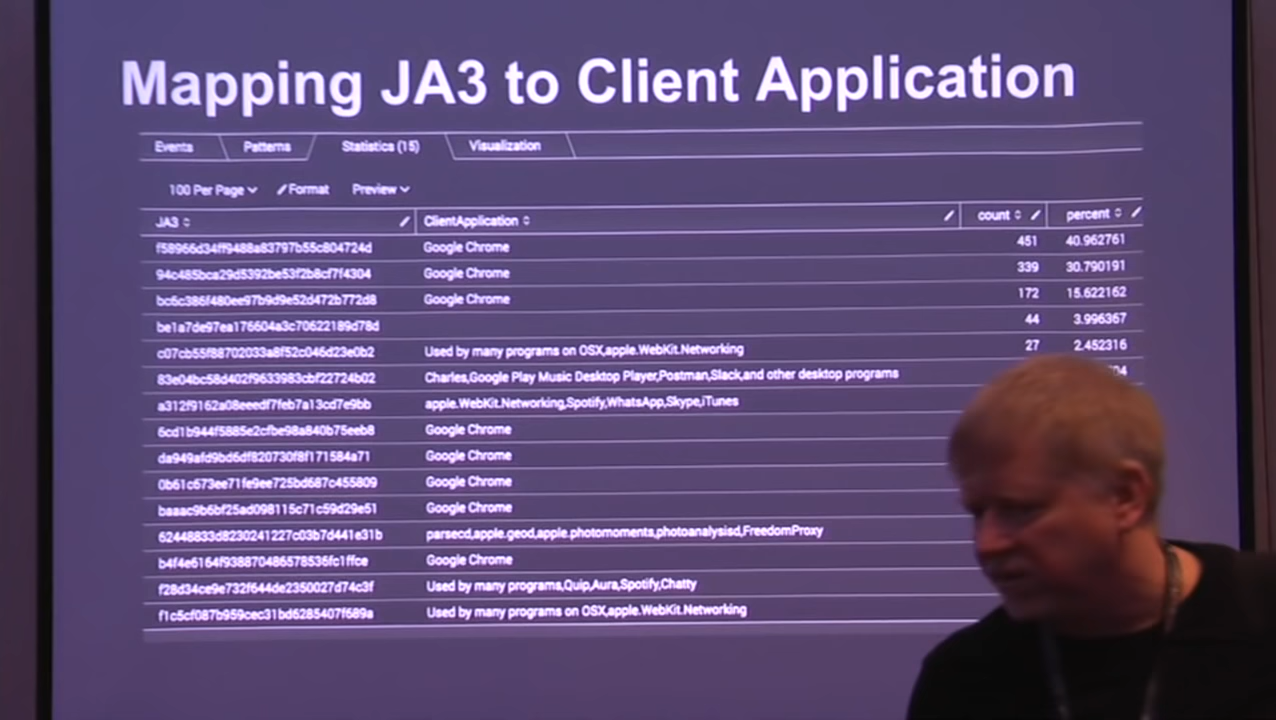 Mapping JA3 to Client Application
Events Patterns Statistics (15) Visualization
100 Per Page Format Preview
JA3 ClientApplication count percent
f58966d34ff9488a83797b55c804724d Google Chrome 451 40.962761
94c485bca29d5392be53f2b8cf7f4304 Google Chrome 339 30.790191
bc6c386f480ee97b9d9e52d472b772d8 Google Chrome 172 15.622162
be1a7de97ea176604a3c70622189d78d 44 3.996367
c07cb55f88702033a8f52c046d23e0b2 Used by many programs on OSX,apple.WebKit.Networking 27 2.452316
83e04bc58d402f9633983cbf22724b02 Charles,Google Play Music Desktop Player,Postman,Slack,and other desktop programs
a312f9162a08eeedf7feb7a13cd7e9bb apple.WebKit.Networking,Spotify,WhatsApp,Skype,iTunes
6cd1b944f5885e2cfbe98a840b75eeb8 Google Chrome
da949afd9bd6df820730f8f171584a71 Google Chrome
0b61c673ee71fe9ee725bd687c455809 Google Chrome
baaac9b6bf25ad098115c71c59d29e51 Google Chrome
62448833d8230241227c03b7d441e31b parsecd,apple.geod,apple.photomoments,photoanalysisd,FreedomProxy
b4f4e6164f938870486578536fc1ffce Google Chrome
f28d34ce9e732f644de2350027d74c3f Used by many programs,Quip,Aura,Spotify,Chatty
f1c5cf087b959cec31bd6285407f689a Used by many programs on OSX,apple.WebKit.Networking